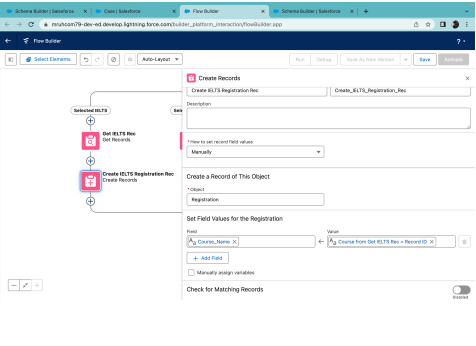 Schema Builder | Salesforce
Case | Salesforce
Flow Builder
Schema Builder | Salesforce
mruhcom79-dev-ed.develop.lightning.force.com/builder_platform_interaction/flowBuilder.app
Flow Builder
?
Select Elements
Auto-Layout
Run
Debug
Save As New Version
Save
Activate
Selected IELTS
Sele
Get IELTS Rec
Get Records
Create IELTS Registration Rec
Create Records
Create Records
Create IELTS Registration Rec
Create_IELTS_Registration_Rec
Description
* How to set record field values
Manually
Create a Record of This Object
* Object
Registration
Set Field Values for the Registration
Field
Value
Course_Name
Course from Get IELTS Rec > Record ID
+ Add Field
Manually assign variables
Check for Matching Records
Disabled